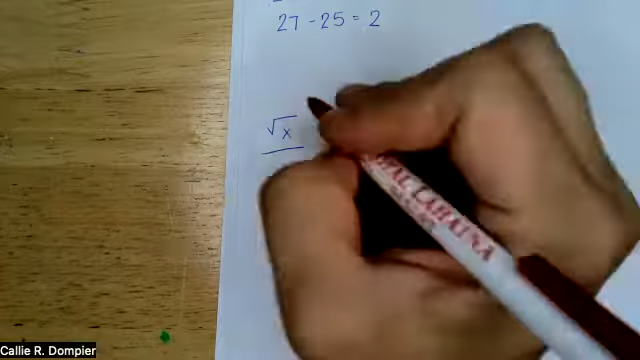 27 - 25 = 2
√x
Callie R. Dompier